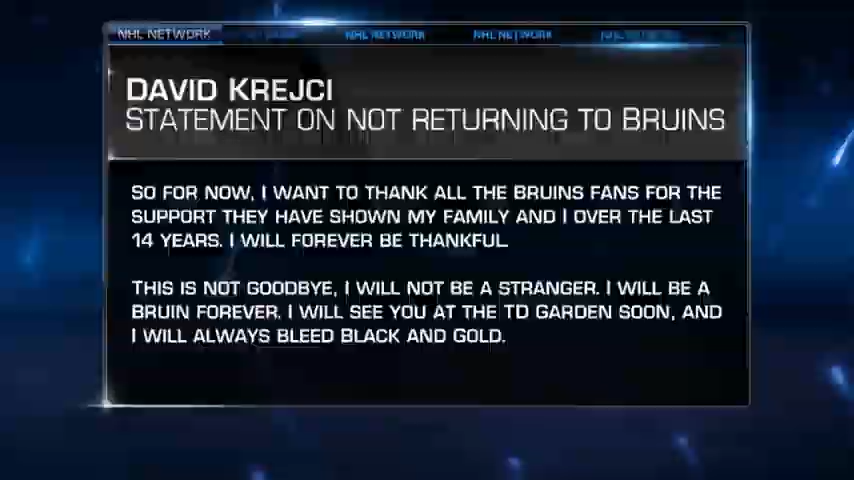 NHL NETWORK NHL NETWORK NHL NETWORK
DAVID KREJCI
STATEMENT ON NOT RETURNING TO BRUINS
SO FOR NOW, I WANT TO THANK ALL THE BRUINS FANS FOR THE
SUPPORT THEY HAVE SHOWN MY FAMILY AND I OVER THE LAST
14 YEARS. I WILL FOREVER BE THANKFUL.
THIS IS NOT GOODBYE, I WILL NOT BE A STRANGER. I WILL BE A
BRUIN FOREVER. I WILL SEE YOU AT THE TD GARDEN SOON, AND
I WILL ALWAYS BLEED BLACK AND GOLD.